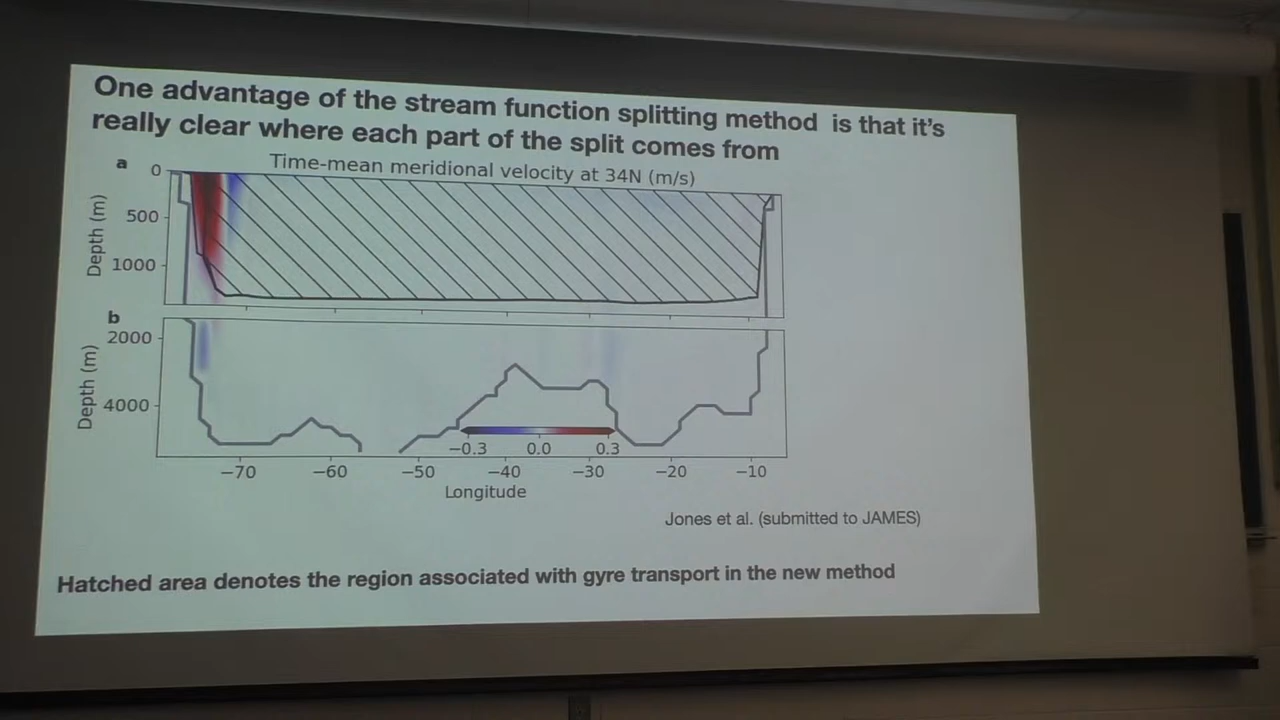 One advantage of the stream function splitting method is that it's
really clear where each part of the split comes from
a
Time-mean meridional velocity at 34N (m/s)
0
500
1000
Depth (m)
b
2000
4000
Depth (m)
−0.3 0.0 0.3
−70 −60 −50 −40 −30 −20 −10
Longitude
Jones et al. (submitted to JAMES)
Hatched area denotes the region associated with gyre transport in the new method